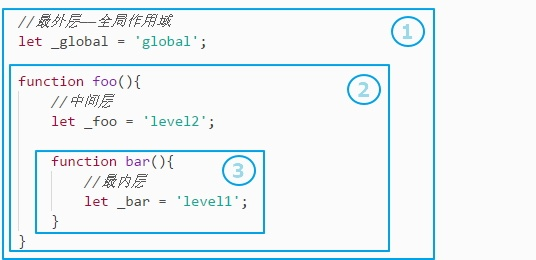 //最外层——全局作用域
let _global = 'global';
1
function foo(){
2
//中间层
let _foo = 'level2';
function bar(){
3
//最内层
let _bar = 'level1';
}
}